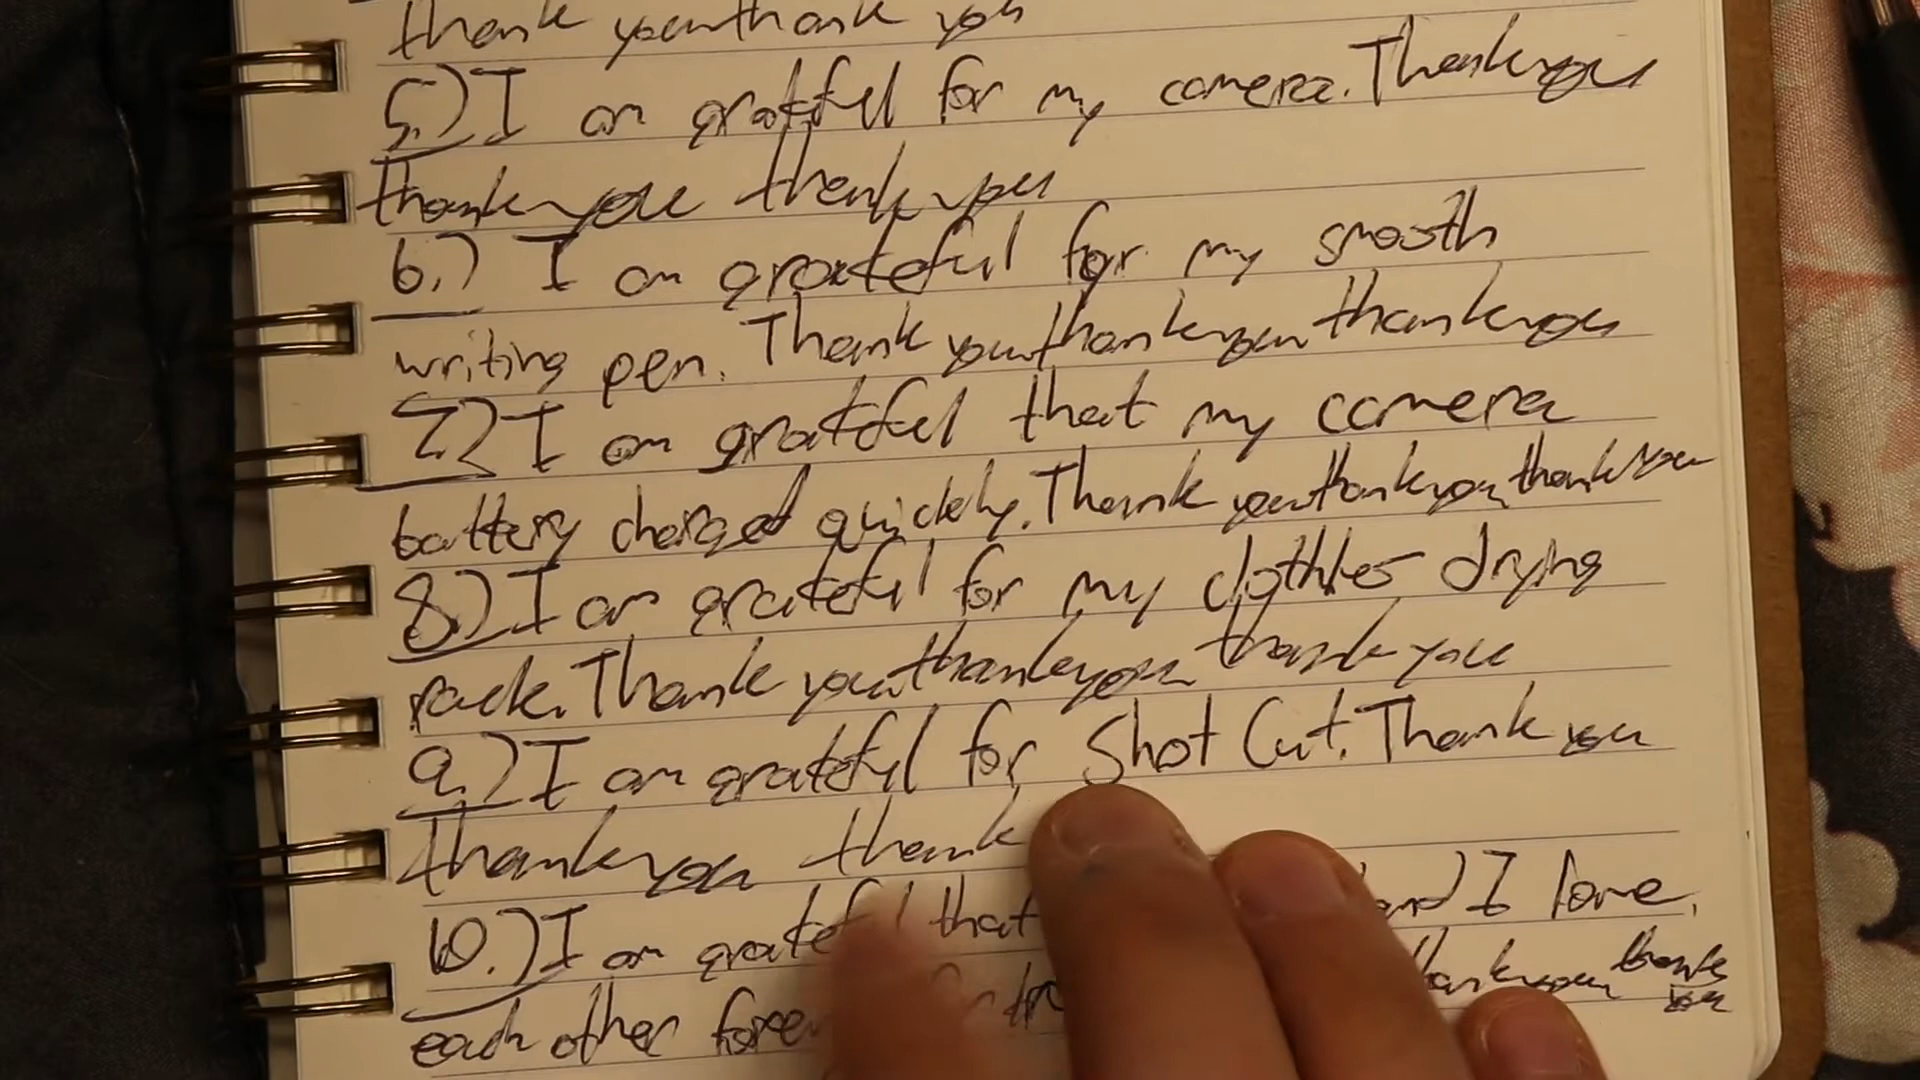 thank you thank you
5.) I am gratful for my camera. Thank you
thank you thank you
6.) I am grateful for my smooth
writing pen. Thank you thank you thank you
7.) I am gratful that my camera
battery charged quickly. Thank you thank you thank you
8.) I am grateful for my clothles drying
rack. Thank you thank you thank you
9.) I am grateful for Shot Cut. Thank you
Thank you thank
10.) I am grateful that and I love
each other thank you thank you